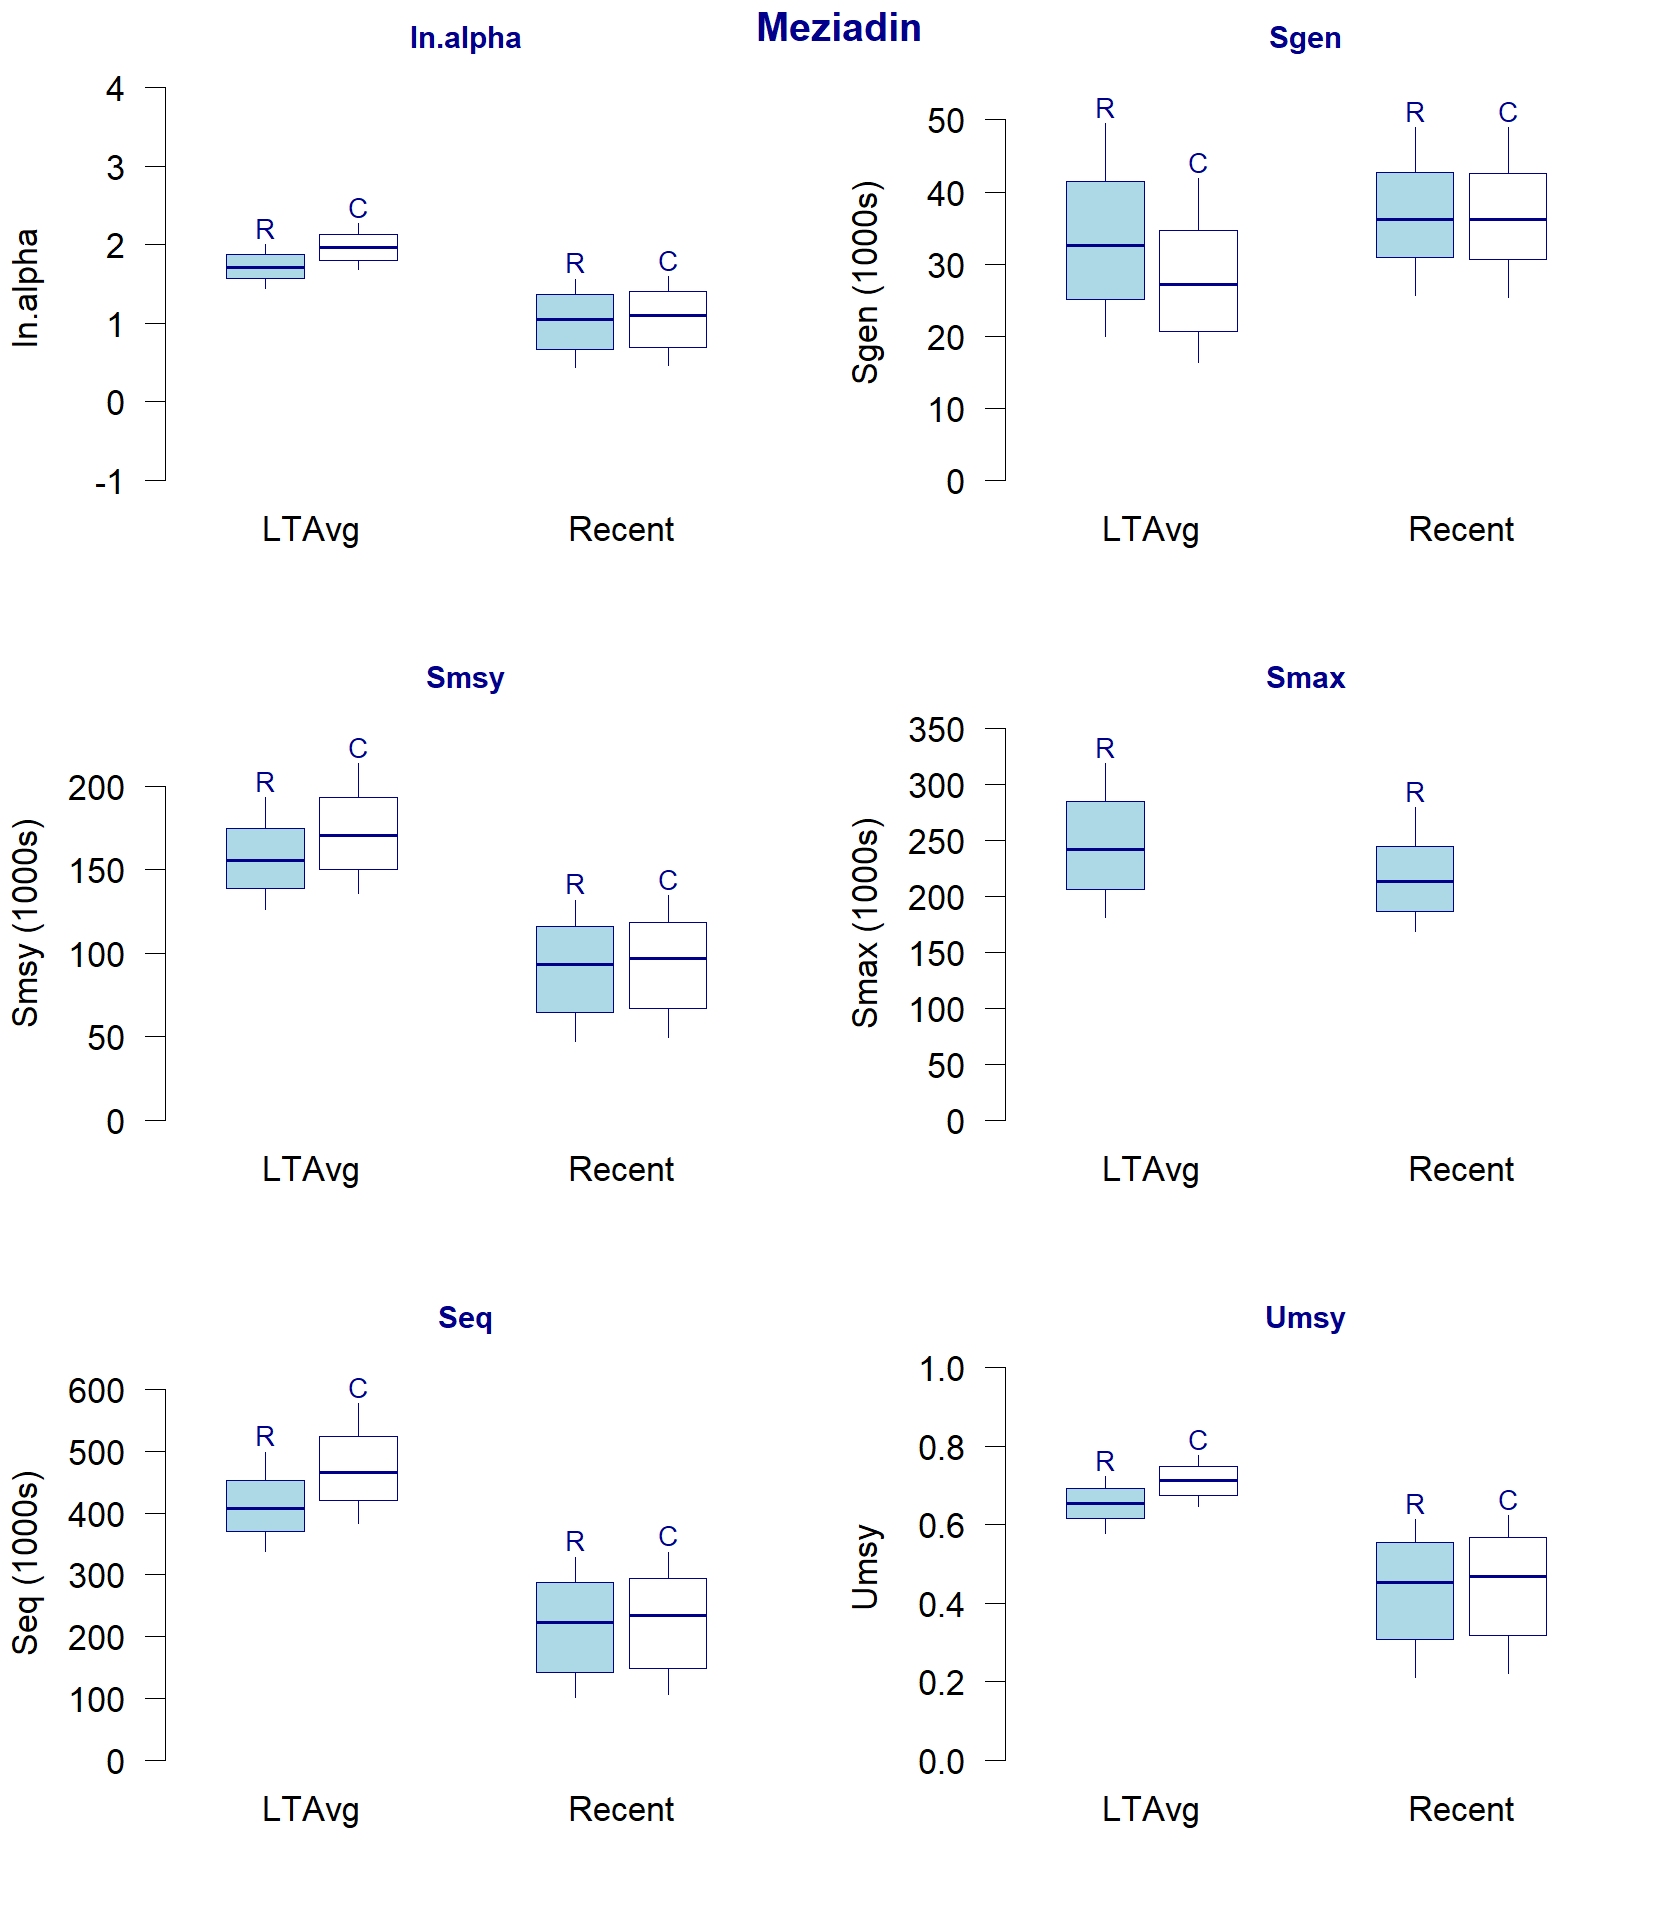 Meziadin
ln.alpha
4
3
2
1
0
-1
ln.alpha
R
C
R
C
LTAvg
Recent
Sgen
50
40
30
20
10
0
Sgen (1000s)
R
C
R
C
LTAvg
Recent
Smsy
200
150
100
50
0
Smsy (1000s)
R
C
R
C
LTAvg
Recent
Smax
350
300
250
200
150
100
50
0
Smax (1000s)
R
R
LTAvg
Recent
Seq
600
500
400
300
200
100
0
Seq (1000s)
R
C
R
C
LTAvg
Recent
Umsy
1.0
0.8
0.6
0.4
0.2
0.0
Umsy
R
C
R
C
LTAvg
Recent